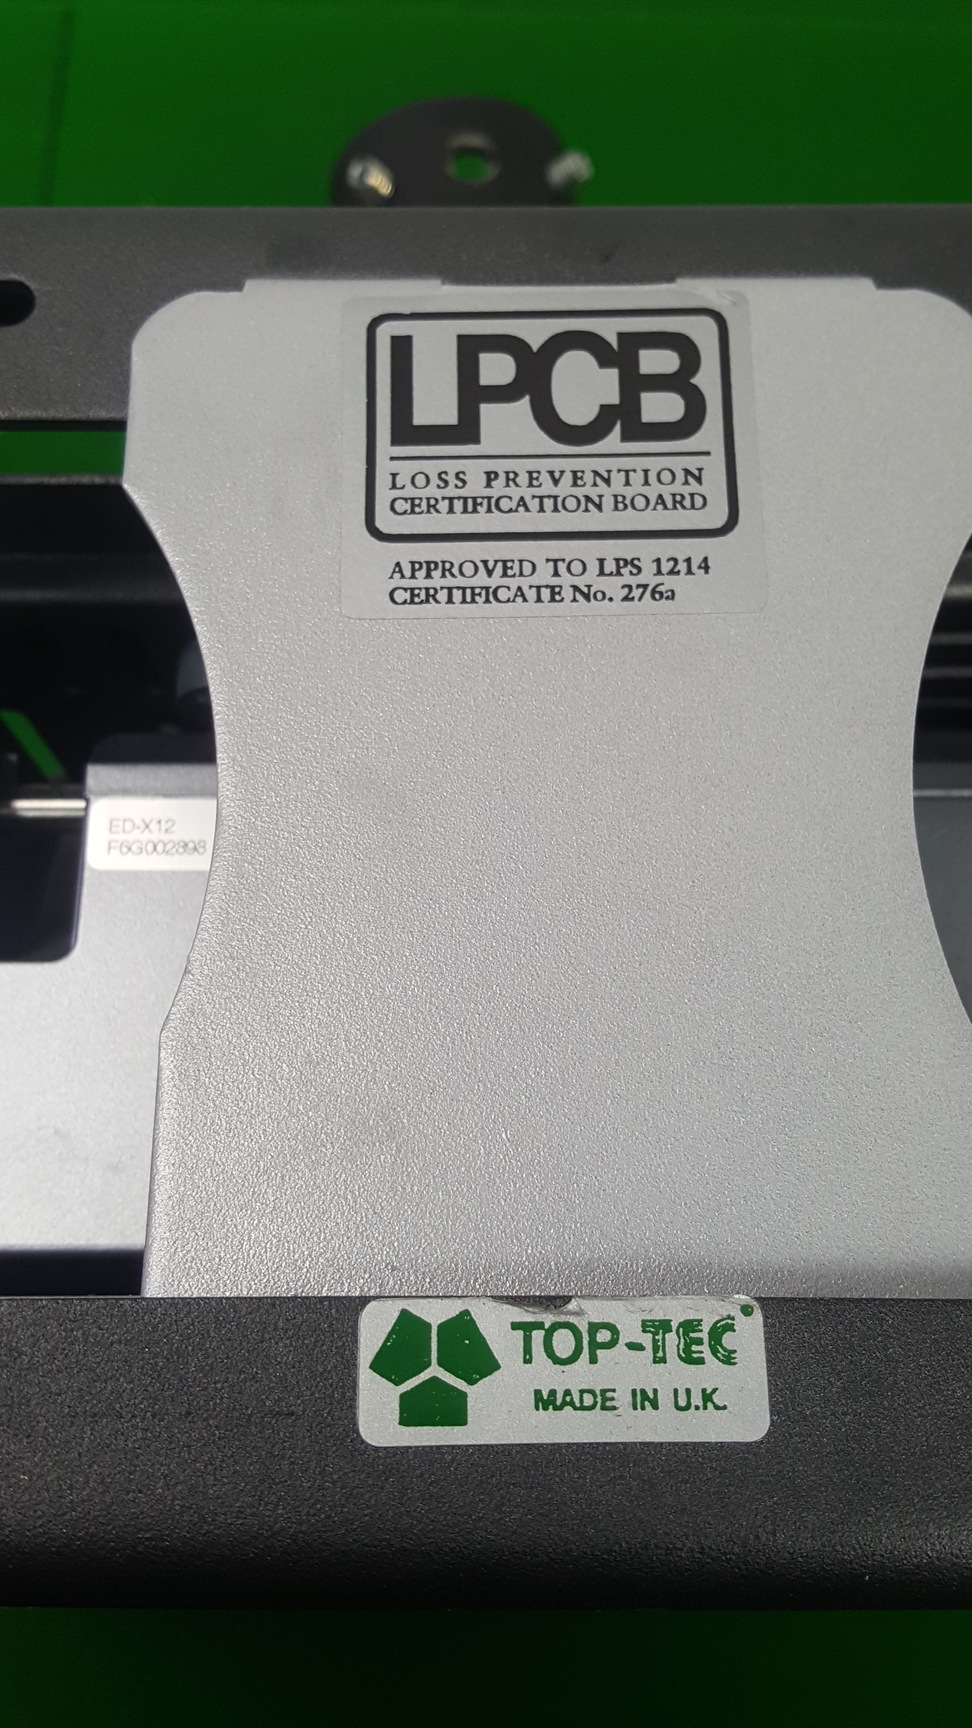 LPCB
LOSS PREVENTION
CERTIFICATION BOARD
APPROVED TO LPS 1214
CERTIFICATE No. 276a
ED-X12
F6G002898
TOP-TEC
MADE IN U.K.